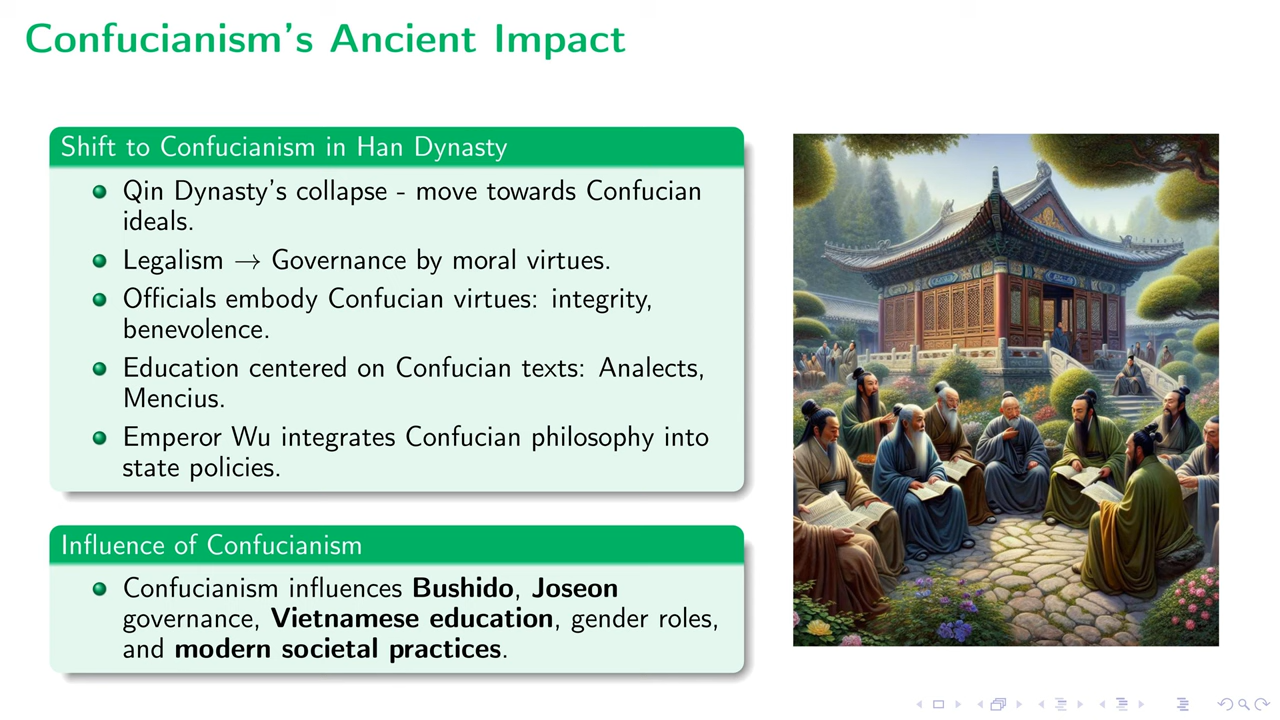 Confucianism's Ancient Impact
Shift to Confucianism in Han Dynasty
Qin Dynasty's collapse - move towards Confucian
ideals.
Legalism → Governance by moral virtues.
Officials embody Confucian virtues: integrity,
benevolence.
Education centered on Confucian texts: Analects,
Mencius.
Emperor Wu integrates Confucian philosophy into
state policies.
Influence of Confucianism
Confucianism influences Bushido, Joseon
governance, Vietnamese education, gender roles,
and modern societal practices.